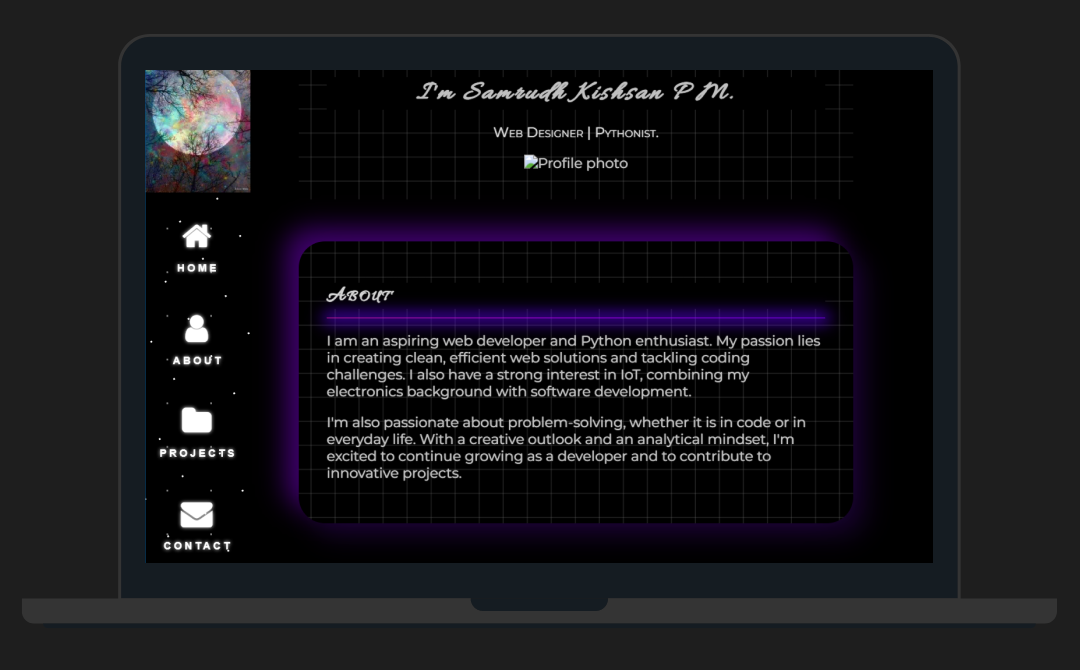 I'm Samrudh Kishsan P M.
Web Designer | Pythonist.
Profile photo
HOME
ABOUT
PROJECTS
CONTACT
About
I am an aspiring web developer and Python enthusiast. My passion lies
in creating clean, efficient web solutions and tackling coding
challenges. I also have a strong interest in IoT, combining my
electronics background with software development.
I'm also passionate about problem-solving, whether it is in code or in
everyday life. With a creative outlook and an analytical mindset, I'm
excited to continue growing as a developer and to contribute to
innovative projects.